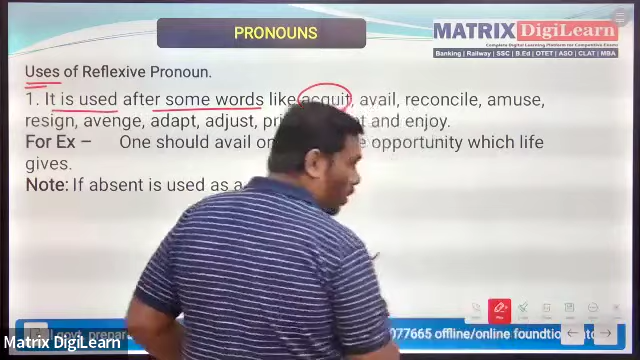 PRONOUNS
MATRIX DigiLearn
Complete Digital Learning Platform for Competitive Exams
Banking | Railway | SSC | B.Ed | OTET | ASO | CLAT | MBA
Uses of Reflexive Pronoun.
1. It is used after some words like acquit, avail, reconcile, amuse,
resign, avenge, adapt, adjust, and enjoy.
For Ex – One should avail opportunity which life
gives.
Note: If absent is used as a
govt. 077665 offline/online
Matrix DigiLearn